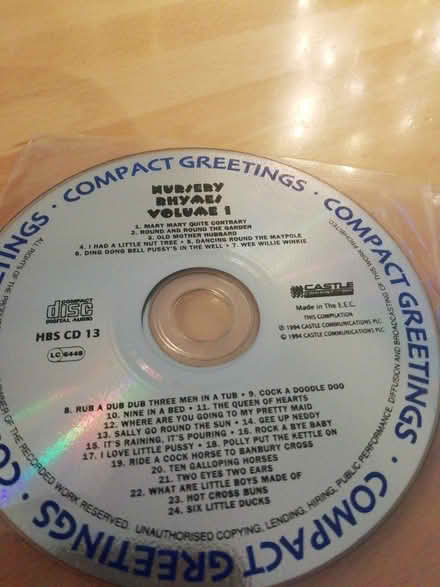 COMPACT GREETINGS · COMPACT GREETINGS · COMPACT GREETINGS ·
NURSERY
RHYMES
VOLUME 1
1. MARY MARY QUITE CONTRARY
2. ROUND AND ROUND THE GARDEN
3. OLD MOTHER HUBBARD
4. I HAD A LITTLE NUT TREE • 5. DANCING ROUND THE MAYPOLE
6. DING DONG BELL PUSSY'S IN THE WELL • 7. WEE WILLIE WINKIE
COMPACT
disc
DIGITAL AUDIO
HBS CD 13
LC 6448
CASTLE
Made in The E.E.C.
THIS COMPILATION
℗ 1994 CASTLE COMMUNICATIONS PLC
© 1994 CASTLE COMMUNICATIONS PLC
8. RUB A DUB DUB THREE MEN IN A TUB • 9. COCK A DOODLE DOO
10. NINE IN A BED • 11. THE QUEEN OF HEARTS
12. WHERE ARE YOU GOING TO MY PRETTY MAID
13. SALLY GO ROUND THE SUN • 14. GEE UP NEDDY
15. IT'S RAINING, IT'S POURING • 16. ROCK A BYE BABY
17. I LOVE LITTLE PUSSY • 18. POLLY PUT THE KETTLE ON
19. RIDE A COCK HORSE TO BANBURY CROSS
20. TEN GALLOPING HORSES
21. TWO EYES TWO EARS
22. WHAT ARE LITTLE BOYS MADE OF
23. HOT CROSS BUNS
24. SIX LITTLE DUCKS
ALL RIGHTS OF THE OWNER OF THE RECORDED WORK RESERVED. UNAUTHORISED COPYING, LENDING, HIRING, PUBLIC PERFORMANCE, DIFFUSION AND BROADCASTING OF THIS WORK PROHIBITED